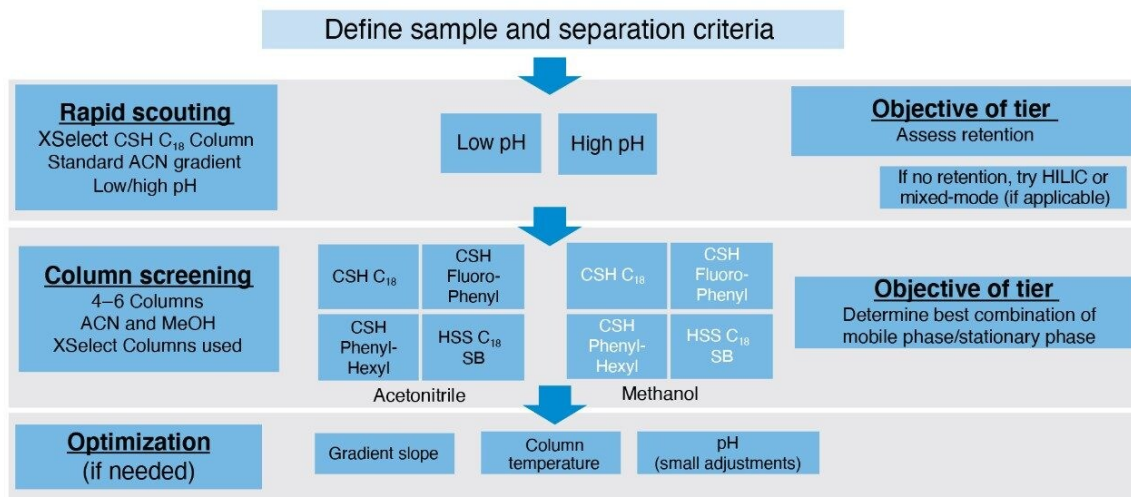 Define sample and separation criteria
Rapid scouting
XSelect CSH C₁₈ Column
Standard ACN gradient
Low/high pH
Low pH
High pH
Objective of tier
Assess retention
If no retention, try HILIC or
mixed-mode (if applicable)
Column screening
4–6 Columns
ACN and MeOH
XSelect Columns used
CSH C₁₈
CSH
Fluoro-
Phenyl
CSH
Phenyl-
Hexyl
HSS C₁₈
SB
Acetonitrile
CSH C₁₈
CSH
Fluoro-
Phenyl
CSH
Phenyl-
Hexyl
HSS C₁₈
SB
Methanol
Objective of tier
Determine best combination of
mobile phase/stationary phase
Optimization
(if needed)
Gradient slope
Column
temperature
pH
(small adjustments)